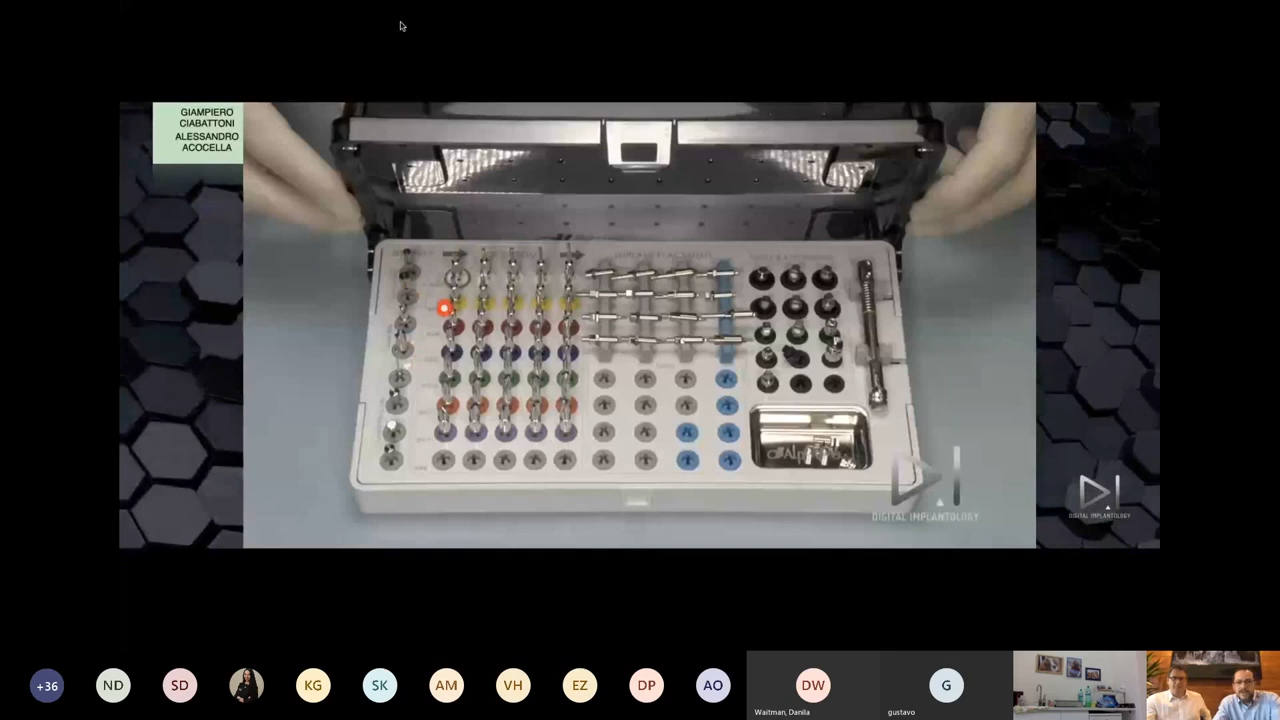 GIAMPIERO
CIABATTONI
ALESSANDRO
ACOCELLA
DIGITAL IMPLANTOLOGY
DIGITAL IMPLANTOLOGY
+36
ND
SD
KG
SK
AM
VH
EZ
DP
AO
DW
G
Waitman, Danila
gustavo